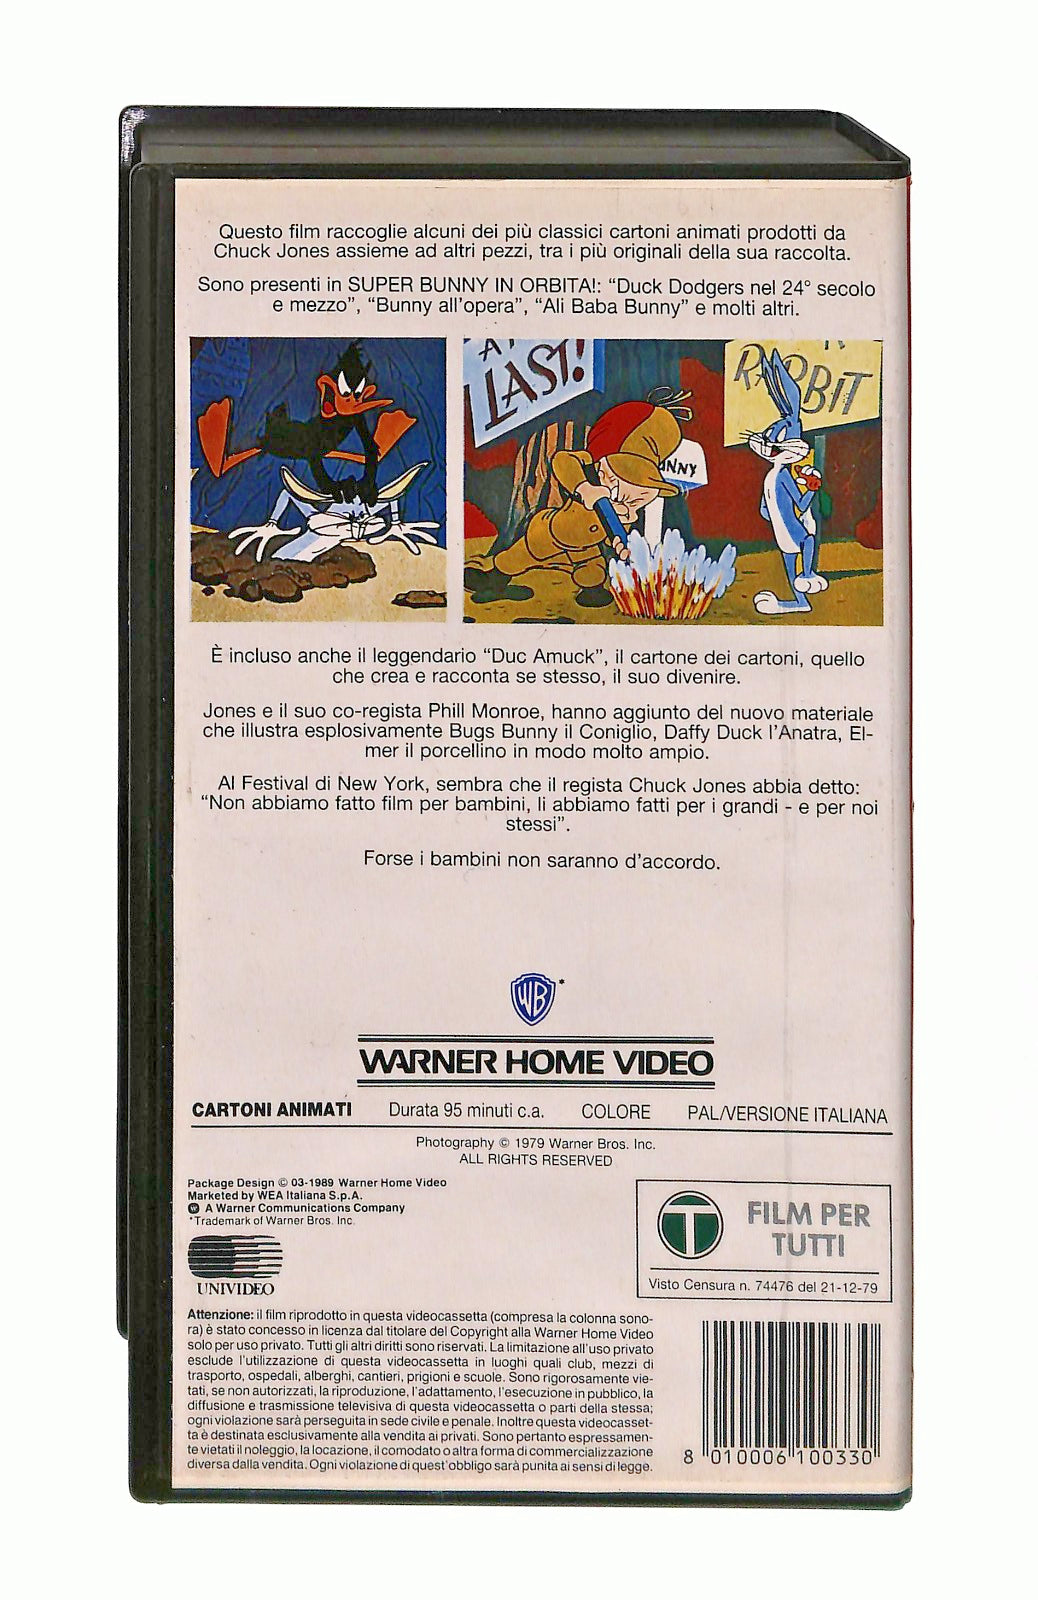 Questo film raccoglie alcuni dei più classici cartoni animati prodotti da
Chuck Jones assieme ad altri pezzi, tra i più originali della sua raccolta.
Sono presenti in SUPER BUNNY IN ORBITA!: “Duck Dodgers nel 24° secolo
e mezzo”, “Bunny all'opera”, “Ali Baba Bunny” e molti altri.
AT
LAST!
RABBIT
NNY
È incluso anche il leggendario “Duc Amuck”, il cartone dei cartoni, quello
che crea e racconta se stesso, il suo divenire.
Jones e il suo co-regista Phill Monroe, hanno aggiunto del nuovo materiale
che illustra esplosivamente Bugs Bunny il Coniglio, Daffy Duck l'Anatra, El-
mer il porcellino in modo molto ampio.
Al Festival di New York, sembra che il regista Chuck Jones abbia detto:
“Non abbiamo fatto film per bambini, li abbiamo fatti per i grandi - e per noi
stessi”.
Forse i bambini non saranno d'accordo.
WB*
WARNER HOME VIDEO
CARTONI ANIMATI Durata 95 minuti c.a. COLORE PAL/VERSIONE ITALIANA
Photography © 1979 Warner Bros. Inc.
ALL RIGHTS RESERVED
Package Design © 03-1989 Warner Home Video
Marketed by WEA Italiana S.p.A.
A Warner Communications Company
*Trademark of Warner Bros. Inc.
UNIVIDEO
T FILM PER
TUTTI
Visto Censura n. 74476 del 21-12-79
Attenzione: il film riprodotto in questa videocassetta (compresa la colonna sono-
ra) è stato concesso in licenza dal titolare del Copyright alla Warner Home Video
solo per uso privato. Tutti gli altri diritti sono riservati. La limitazione all'uso privato
esclude l'utilizzazione di questa videocassetta in luoghi quali club, mezzi di
trasporto, ospedali, alberghi, cantieri, prigioni e scuole. Sono rigorosamente vie-
tati, se non autorizzati, la riproduzione, l'adattamento, l'esecuzione in pubblico, la
diffusione e trasmissione televisiva di questa videocassetta o parti della stessa;
ogni violazione sarà perseguita in sede civile e penale. Inoltre questa videocasset-
ta è destinata esclusivamente alla vendita ai privati. Sono pertanto espressamen-
te vietati il noleggio, la locazione, il comodato o altra forma di commercializzazione
diversa dalla vendita. Ogni violazione di quest'obbligo sarà punita ai sensi di legge.
8 010006 100330